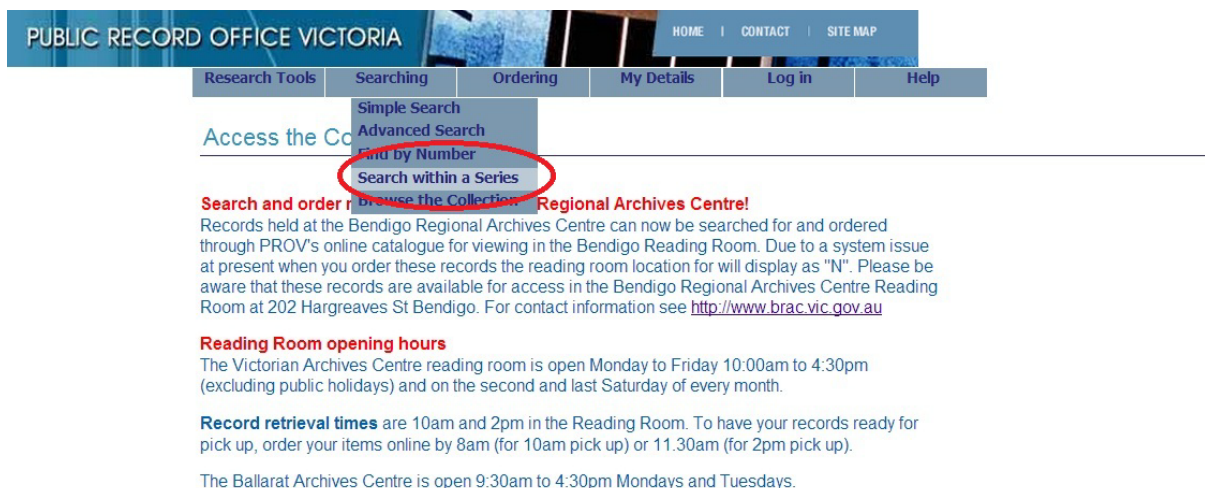 PUBLIC RECORD OFFICE VICTORIA
HOME | CONTACT | SITE MAP
Research Tools Searching Ordering My Details Log in Help
Simple Search
Advanced Search
Find by Number
Search within a Series
Browse the Collection
Access the Co
Search and order r Regional Archives Centre!
Records held at the Bendigo Regional Archives Centre can now be searched for and ordered
through PROV's online catalogue for viewing in the Bendigo Reading Room. Due to a system issue
at present when you order these records the reading room location for will display as "N". Please be
aware that these records are available for access in the Bendigo Regional Archives Centre Reading
Room at 202 Hargreaves St Bendigo. For contact information see http://www.brac.vic.gov.au
Reading Room opening hours
The Victorian Archives Centre reading room is open Monday to Friday 10:00am to 4:30pm
(excluding public holidays) and on the second and last Saturday of every month.
Record retrieval times are 10am and 2pm in the Reading Room. To have your records ready for
pick up, order your items online by 8am (for 10am pick up) or 11.30am (for 2pm pick up).
The Ballarat Archives Centre is open 9:30am to 4:30pm Mondays and Tuesdays.